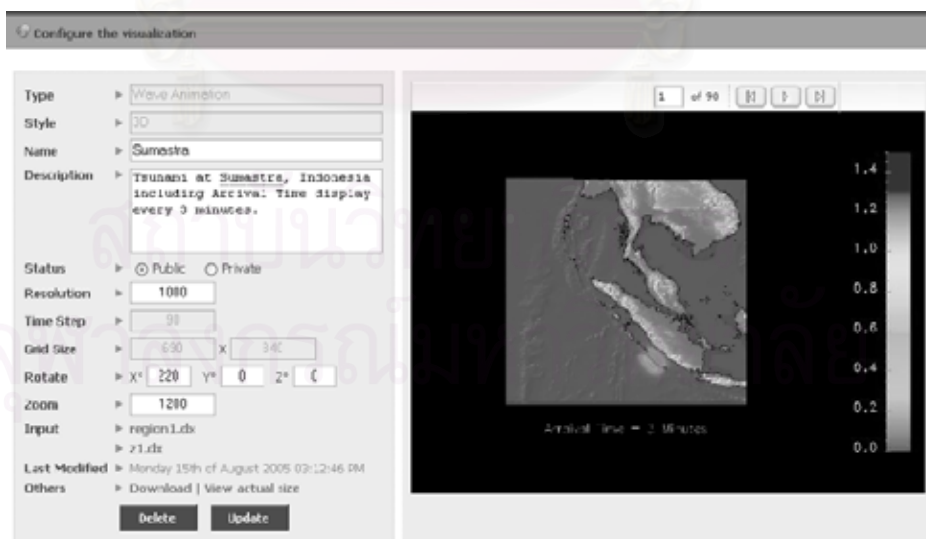 Configure the visualization
Type Wave Animation
Style 3D
Name Sumastra
Description Tsunami at Sumastra, Indonesia
including Arrival Time display
every 3 minutes.
Status Public Private
Resolution 1000
Time Step 90
Grid Size 690 X 340
Rotate X° 220 Y° 0 Z° 0
Zoom 1200
Input region1.dx
z1.dx
Last Modified Monday 15th of August 2005 03:12:46 PM
Others Download | View actual size
Delete Update
1 of 90
1.4
1.2
1.0
0.8
0.6
0.4
0.2
0.0
Arrival Time = 3 Minutes